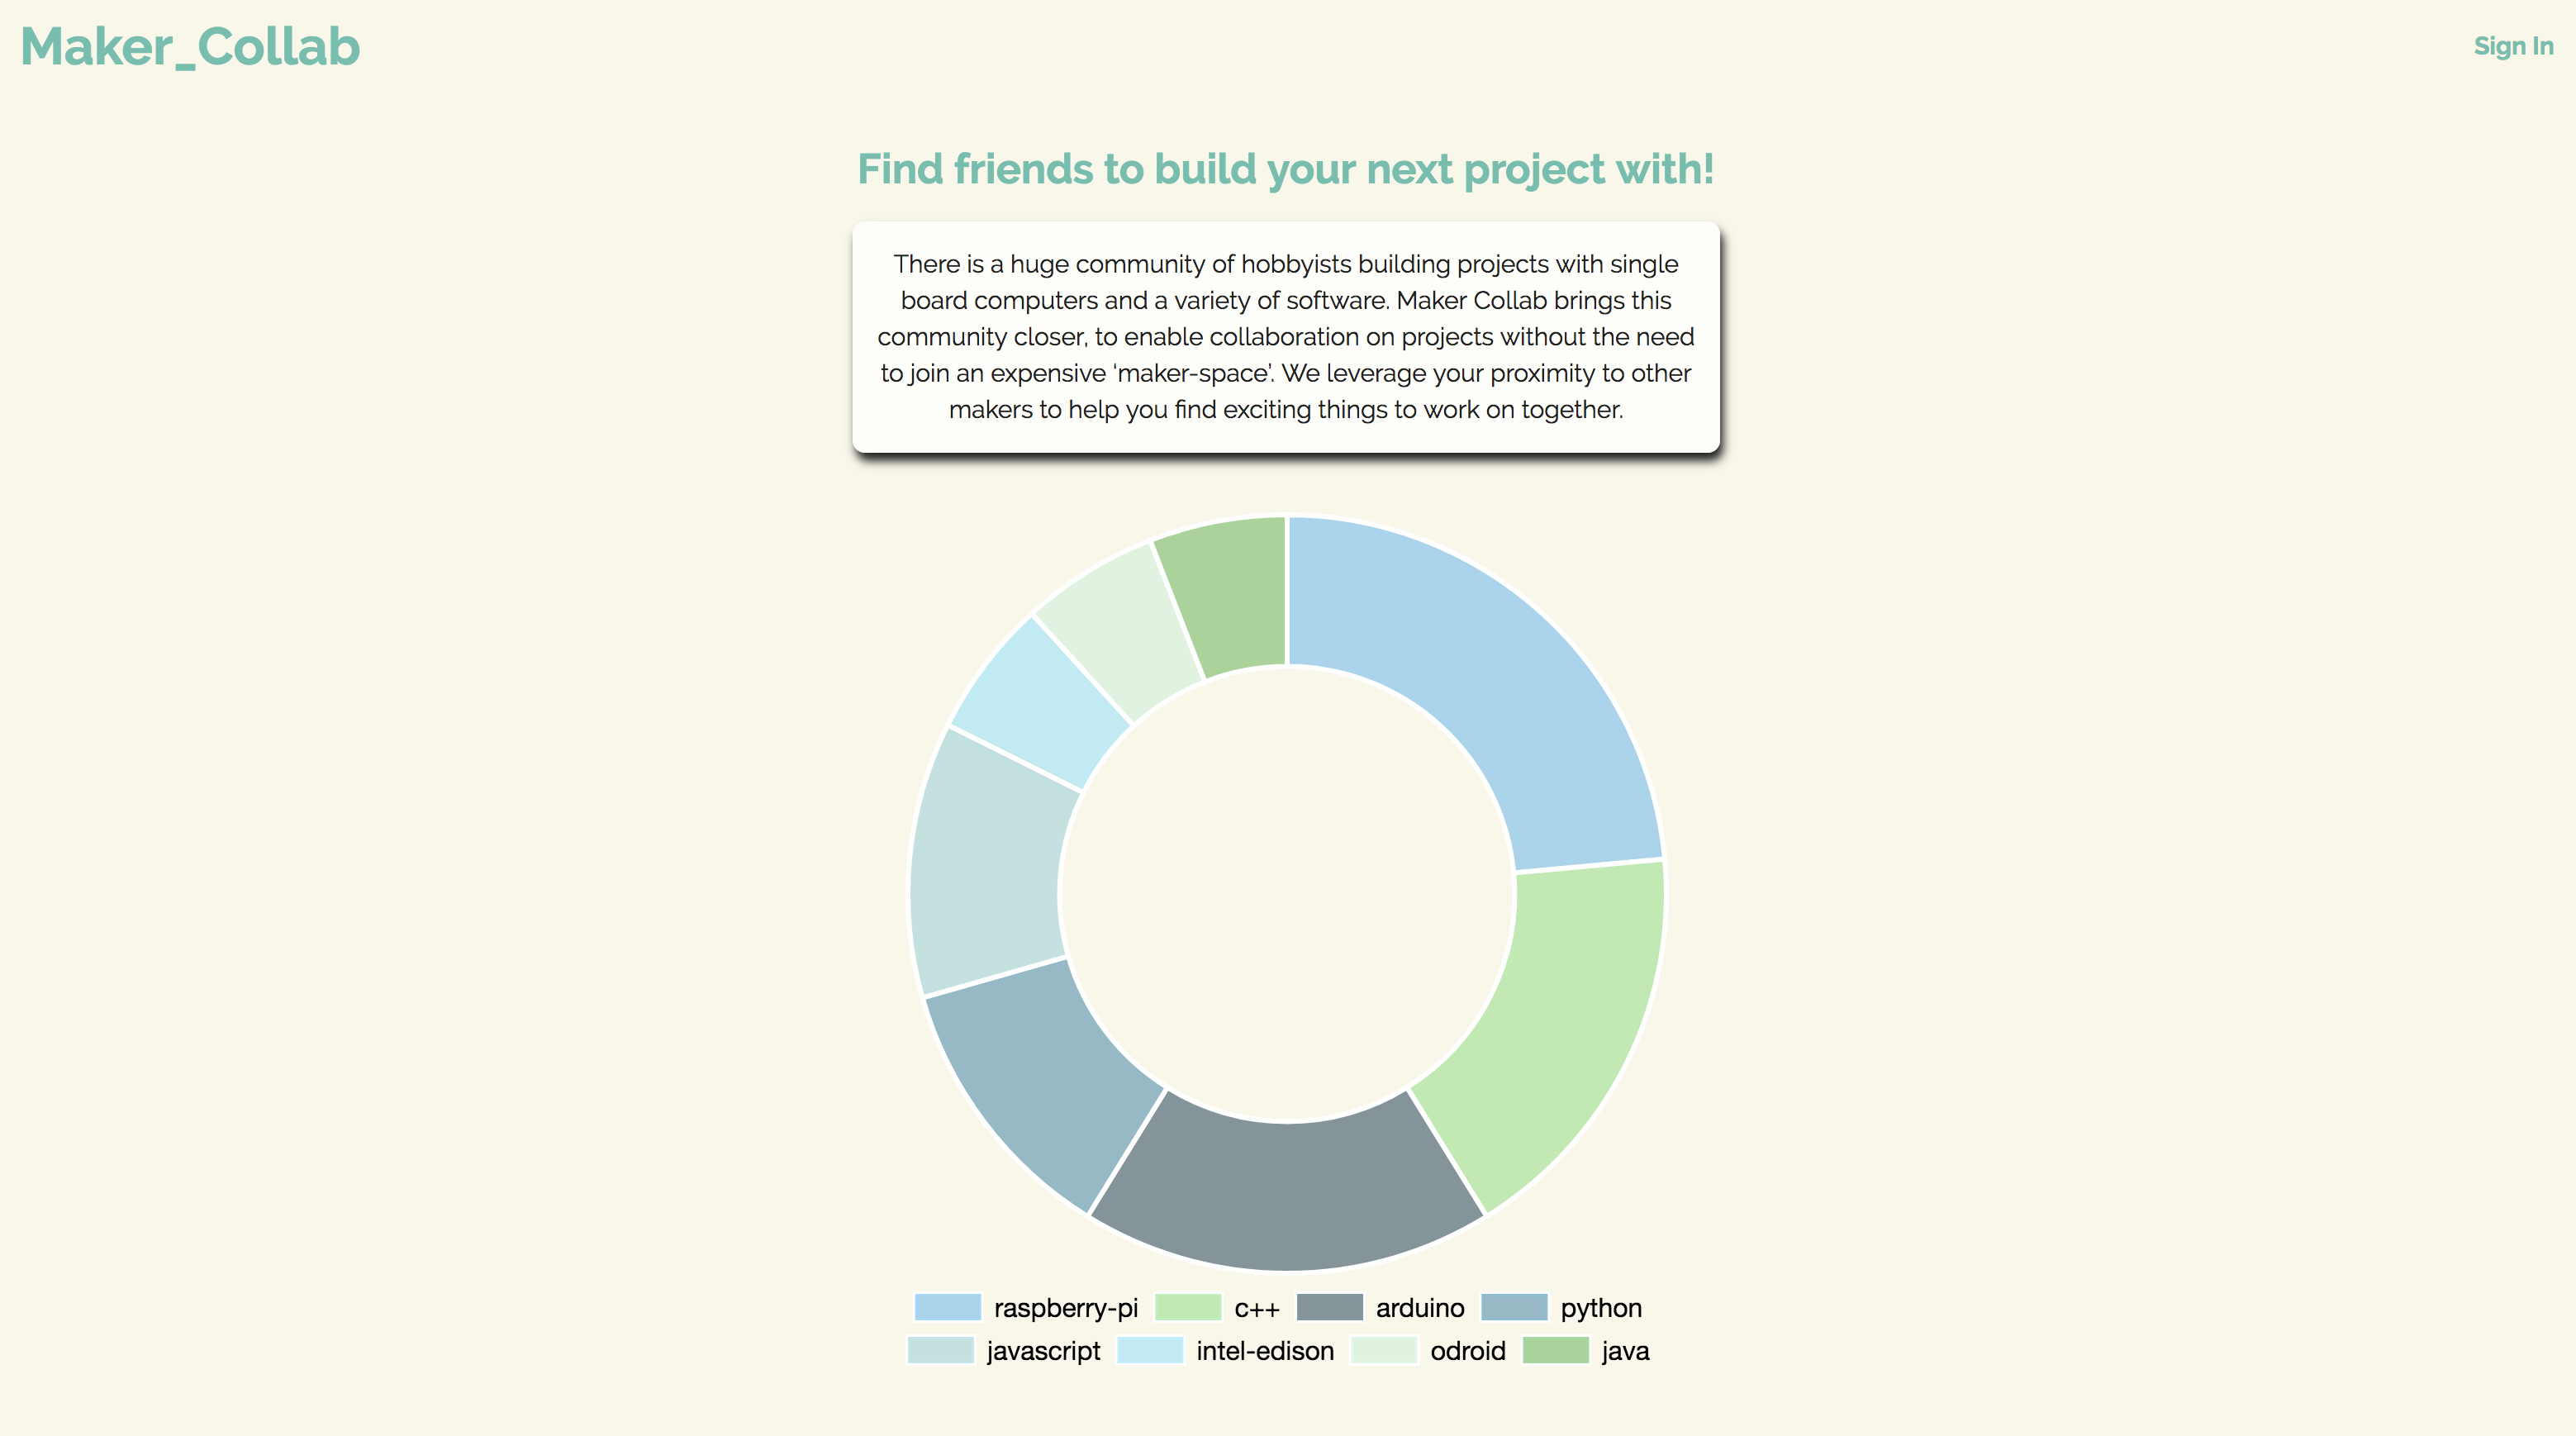 Maker_Collab
Sign In
Find friends to build your next project with!
There is a huge community of hobbyists building projects with single
board computers and a variety of software. Maker Collab brings this
community closer, to enable collaboration on projects without the need
to join an expensive ‘maker-space’. We leverage your proximity to other
makers to help you find exciting things to work on together.
raspberry-pi c++ arduino python
javascript intel-edison odroid java